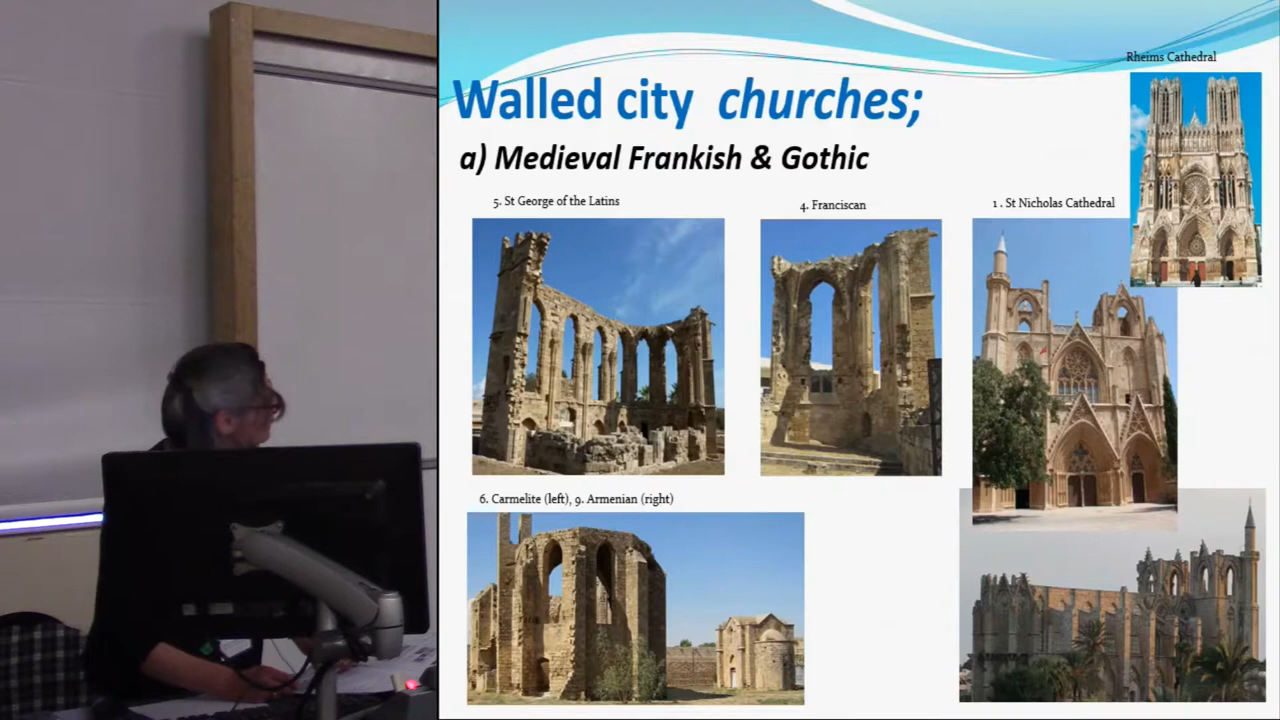 Rheims Cathedral
Walled city churches;
a) Medieval Frankish & Gothic
5. St George of the Latins
4. Franciscan
1 . St Nicholas Cathedral
6. Carmelite (left), 9. Armenian (right)